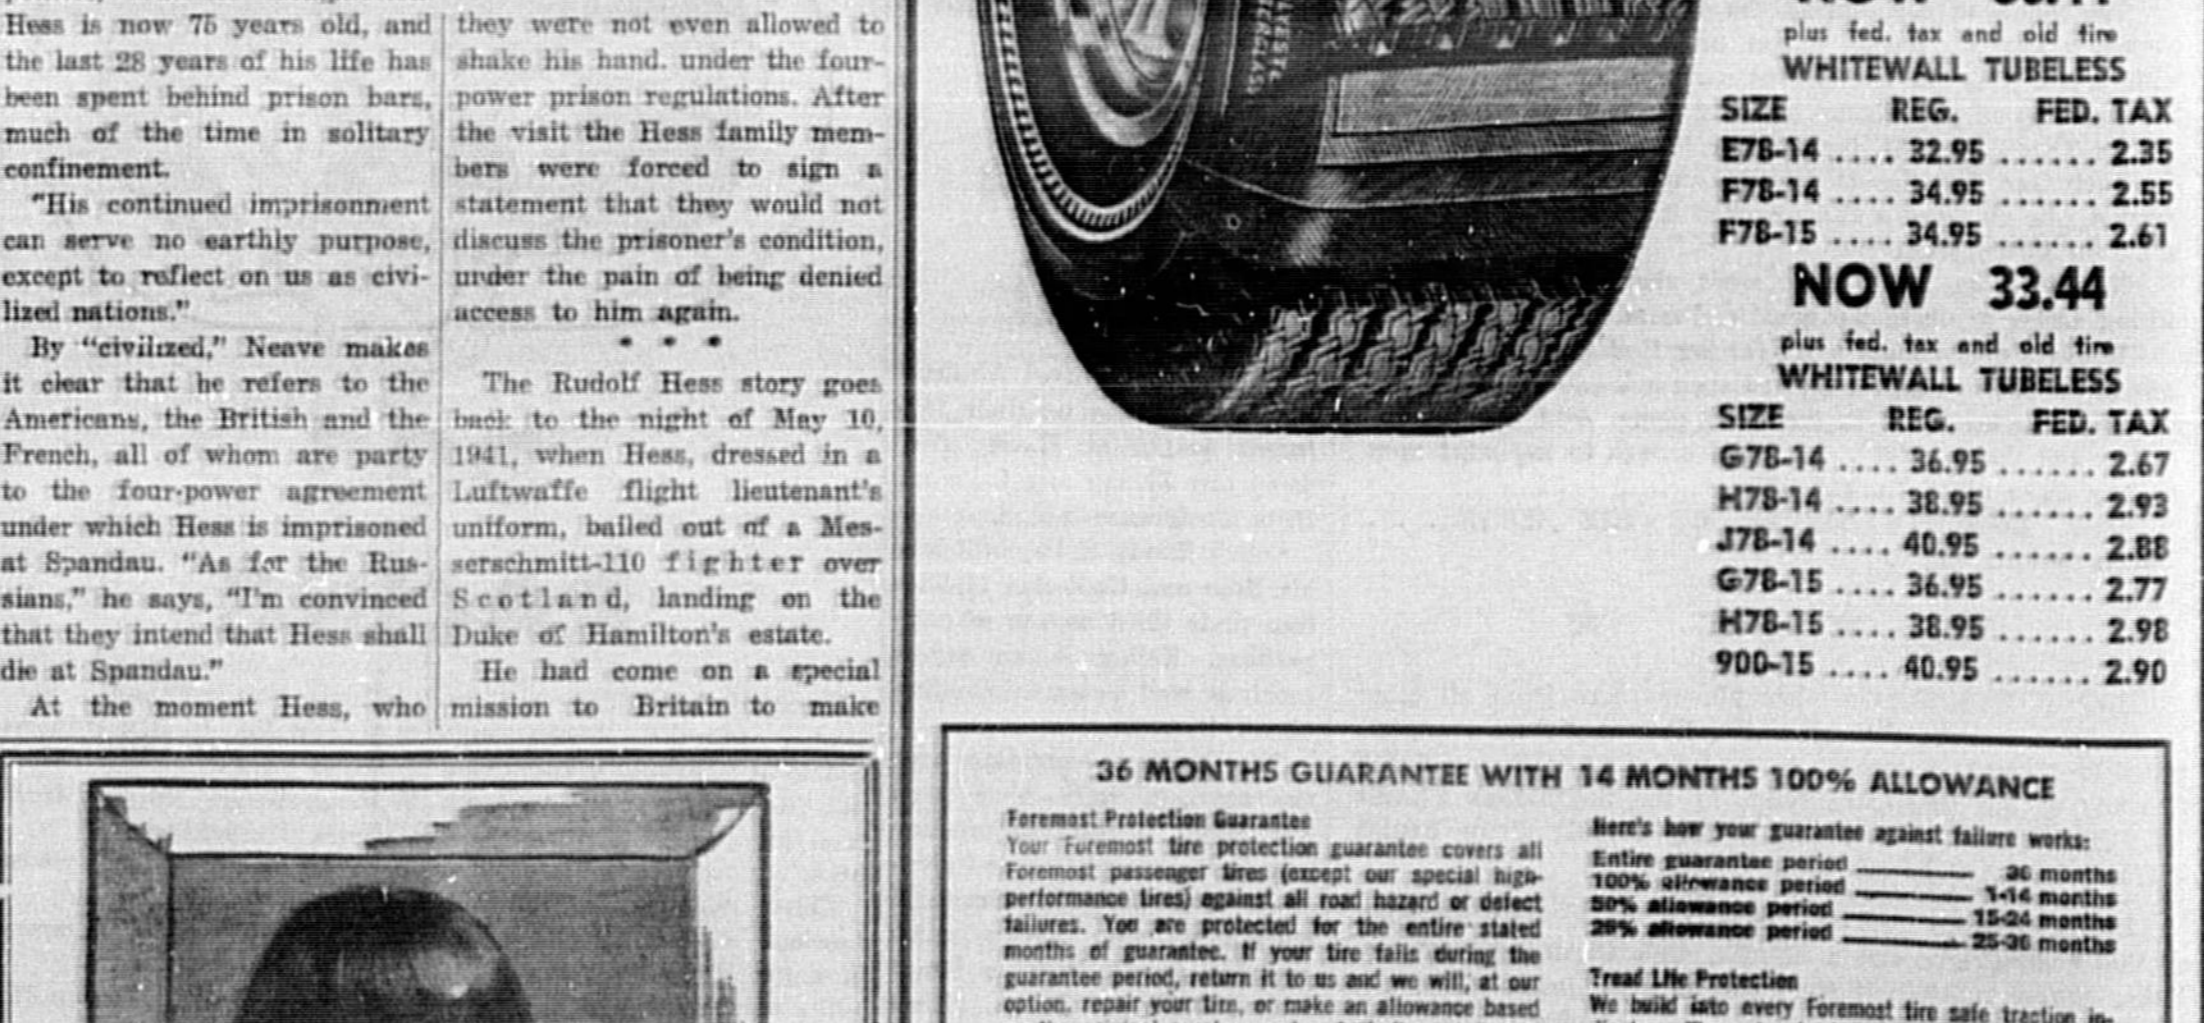 Hess is now 75 years old, and
the last 28 years of his life has
been spent behind prison bars,
much of the time in solitary
confinement.
"His continued imprisonment
can serve no earthly purpose,
except to reflect on us as civi-
lized nations."
By "civilized," Neave makes
it clear that he refers to the
Americans, the British and the
French, all of whom are party
to the four-power agreement
under which Hess is imprisoned
at Spandau. "As for the Rus-
sians," he says, "I'm convinced
that they intend that Hess shall
die at Spandau."
At the moment Hess, who
they were not even allowed to
shake his hand. under the four-
power prison regulations. After
the visit the Hess family mem-
bers were forced to sign a
statement that they would not
discuss the prisoner's condition,
under the pain of being denied
access to him again.
* * *
The Rudolf Hess story goes
back to the night of May 10,
1941, when Hess, dressed in a
Luftwaffe flight lieutenant's
uniform, bailed out of a Mes-
serschmitt-110 fighter over
Scotland, landing on the
Duke of Hamilton's estate.
He had come on a special
mission to Britain to make
NOW
plus fed. tax and old tire
WHITEWALL TUBELESS
SIZE REG. FED. TAX
E78-14 .... 32.95 ...... 2.35
F78-14 .... 34.95 ...... 2.55
F78-15 .... 34.95 ...... 2.61
NOW 33.44
plus fed. tax and old tire
WHITEWALL TUBELESS
SIZE REG. FED. TAX
G78-14 .... 36.95 ...... 2.67
H78-14 .... 38.95 ...... 2.93
J78-14 .... 40.95 ...... 2.88
G78-15 .... 36.95 ...... 2.77
H78-15 .... 38.95 ...... 2.98
900-15 .... 40.95 ...... 2.90
36 MONTHS GUARANTEE WITH 14 MONTHS 100% ALLOWANCE
Foremost Protection Guarantee
Your Foremost tire protection guarantee covers all
Foremost passenger tires (except our special high-
performance tires) against all road hazard or defect
failures. You are protected for the entire stated
months of guarantee. If your tire fails during the
guarantee period, return it to us and we will, at our
option, repair your tire, or make an allowance based
Here's how your guarantee against failure works:
Entire guarantee period 36 months
100% allowance period 1-14 months
50% allowance period 15-24 months
25% allowance period 25-36 months
Tread Life Protection
We build into every Foremost tire safe traction in-